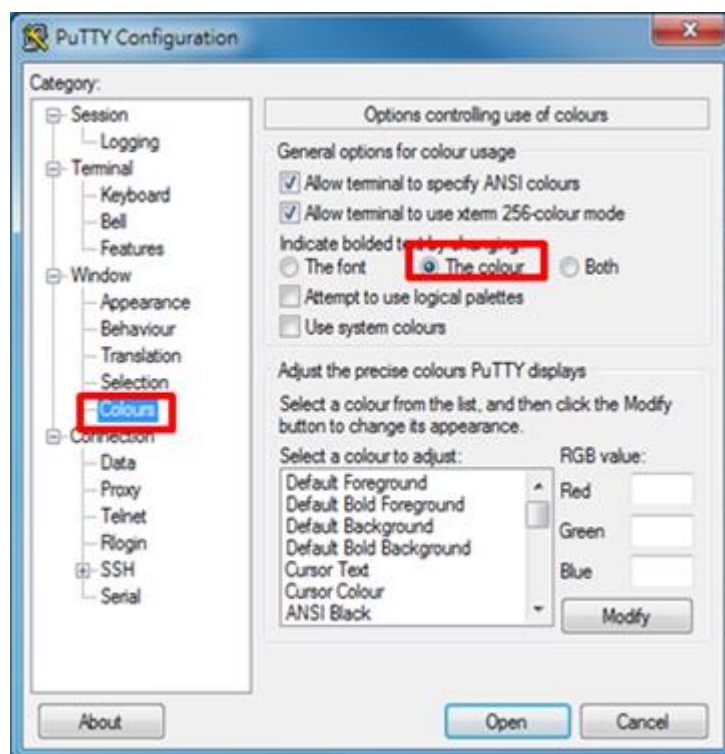 PuTTY Configuration
Category:
Session
Logging
Terminal
Keyboard
Bell
Features
Window
Appearance
Behaviour
Translation
Selection
Colours
Connection
Data
Proxy
Telnet
Rlogin
SSH
Serial
Options controlling use of colours
General options for colour usage
Allow terminal to specify ANSI colours
Allow terminal to use xterm 256-colour mode
Indicate bolded text by changing:
The font The colour Both
Attempt to use logical palettes
Use system colours
Adjust the precise colours PuTTY displays
Select a colour from the list, and then click the Modify
button to change its appearance.
Select a colour to adjust:
Default Foreground
Default Bold Foreground
Default Background
Default Bold Background
Cursor Text
Cursor Colour
ANSI Black
RGB value:
Red
Green
Blue
Modify
About Open Cancel